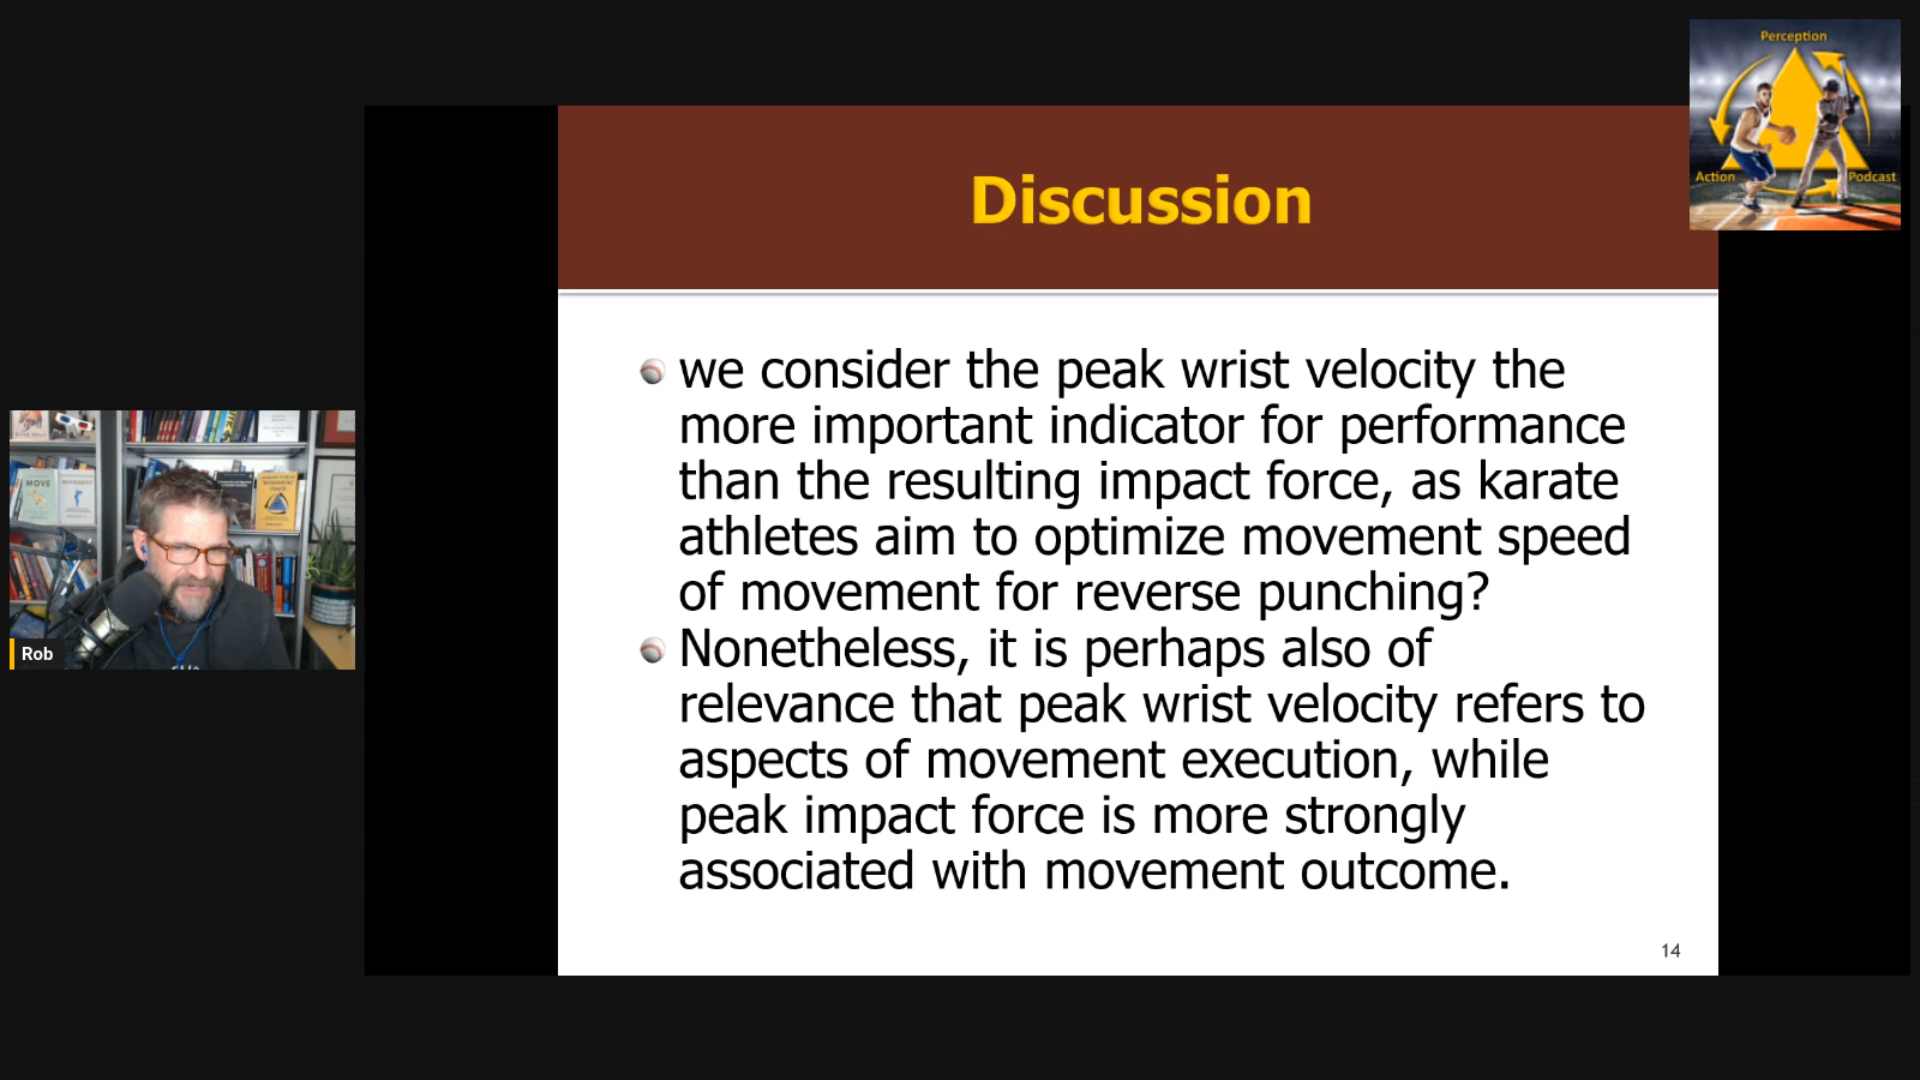 Perception
Action
Podcast
Discussion
we consider the peak wrist velocity the
more important indicator for performance
than the resulting impact force, as karate
athletes aim to optimize movement speed
of movement for reverse punching?
Nonetheless, it is perhaps also of
relevance that peak wrist velocity refers to
aspects of movement execution, while
peak impact force is more strongly
associated with movement outcome.
14
MOVE
Rob